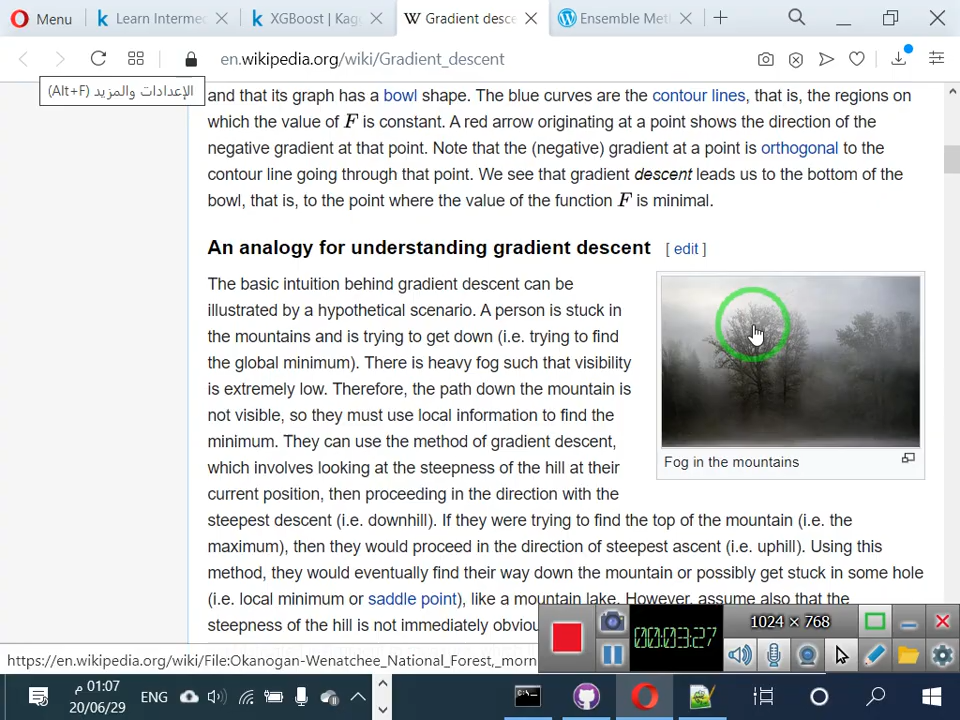 Menu
Learn Interme
XGBoost | Kag
W Gradient desc
Ensemble Met
en.wikipedia.org/wiki/Gradient_descent
الإعدادات والمزيد (Alt+F)
and that its graph has a bowl shape. The blue curves are the contour lines, that is, the regions on
which the value of F is constant. A red arrow originating at a point shows the direction of the
negative gradient at that point. Note that the (negative) gradient at a point is orthogonal to the
contour line going through that point. We see that gradient descent leads us to the bottom of the
bowl, that is, to the point where the value of the function F is minimal.
An analogy for understanding gradient descent [ edit ]
The basic intuition behind gradient descent can be
illustrated by a hypothetical scenario. A person is stuck in
the mountains and is trying to get down (i.e. trying to find
the global minimum). There is heavy fog such that visibility
is extremely low. Therefore, the path down the mountain is
not visible, so they must use local information to find the
minimum. They can use the method of gradient descent,
which involves looking at the steepness of the hill at their
current position, then proceeding in the direction with the
steepest descent (i.e. downhill). If they were trying to find the top of the mountain (i.e. the
maximum), then they would proceed in the direction of steepest ascent (i.e. uphill). Using this
method, they would eventually find their way down the mountain or possibly get stuck in some hole
(i.e. local minimum or saddle point), like a mountain lake. However, assume also that the
steepness of the hill is not immediately obvio
Fog in the mountains
00:03:27
1024 × 768
https://en.wikipedia.org/wiki/File:Okanogan-Wenatchee_National_Forest,_morn
01:07 م
20/06/29
ENG